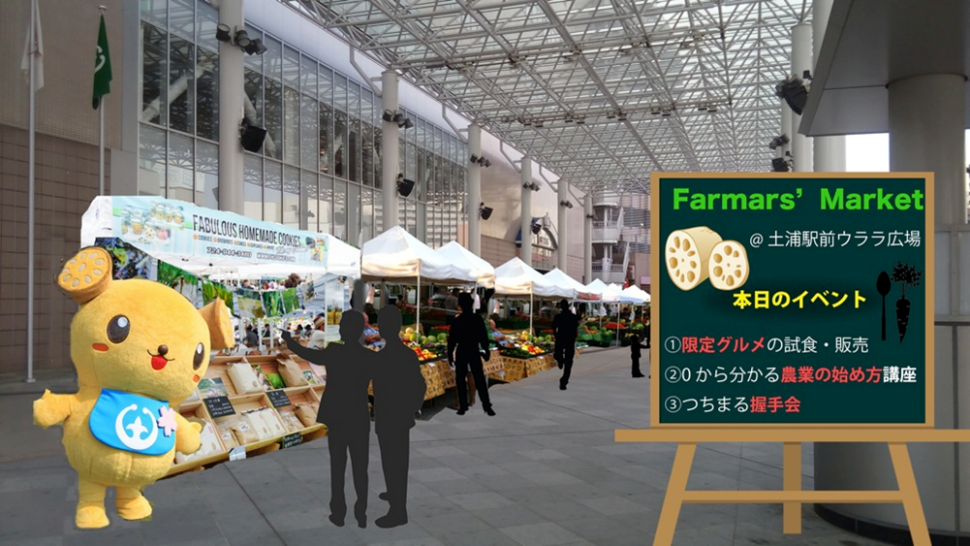 FABULOUS HOMEMADE COOKIES
Farmars' Market
@ 土浦駅前ウララ広場
本日のイベント
①限定グルメの試食・販売
②0から分かる農業の始め方講座
③つちまる握手会